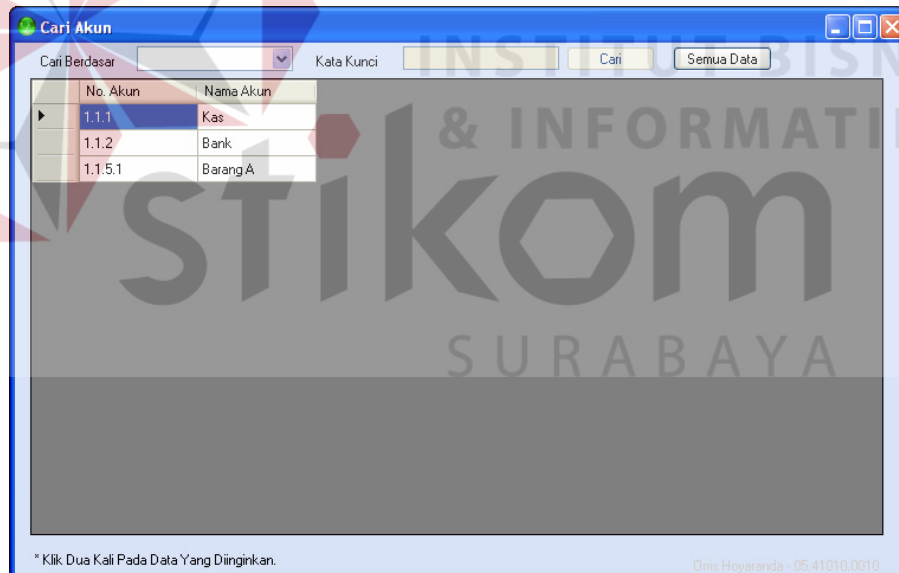 Cari Akun
Cari Berdasar Kata Kunci Cari Semua Data
No. Akun Nama Akun
1.1.1 Kas
1.1.2 Bank
1.1.5.1 Barang A
INSTITUT BISN
& INFORMATI
stikom
SURABAYA
* Klik Dua Kali Pada Data Yang Diinginkan.
Orris Hoyaranda - 05.41010.0010